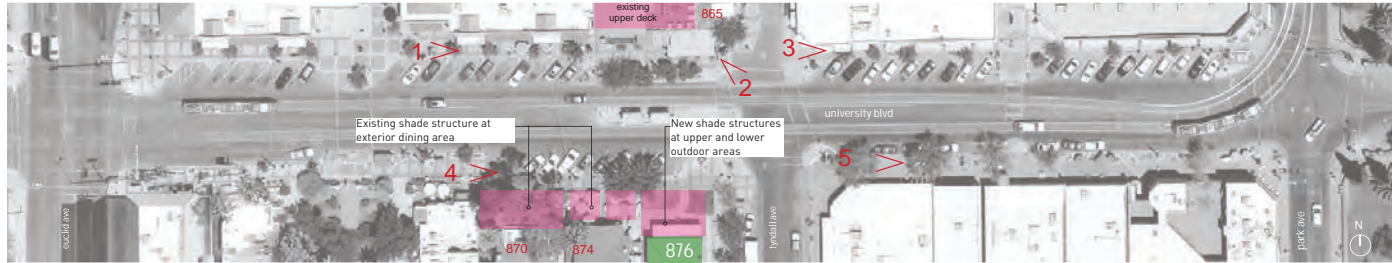 existing
upper deck
865
1
3
2
university blvd
Existing shade structure at
exterior dining area
New shade structures
at upper and lower
outdoor areas
4
5
euclid ave
tyndall ave
park ave
N
870
874
876